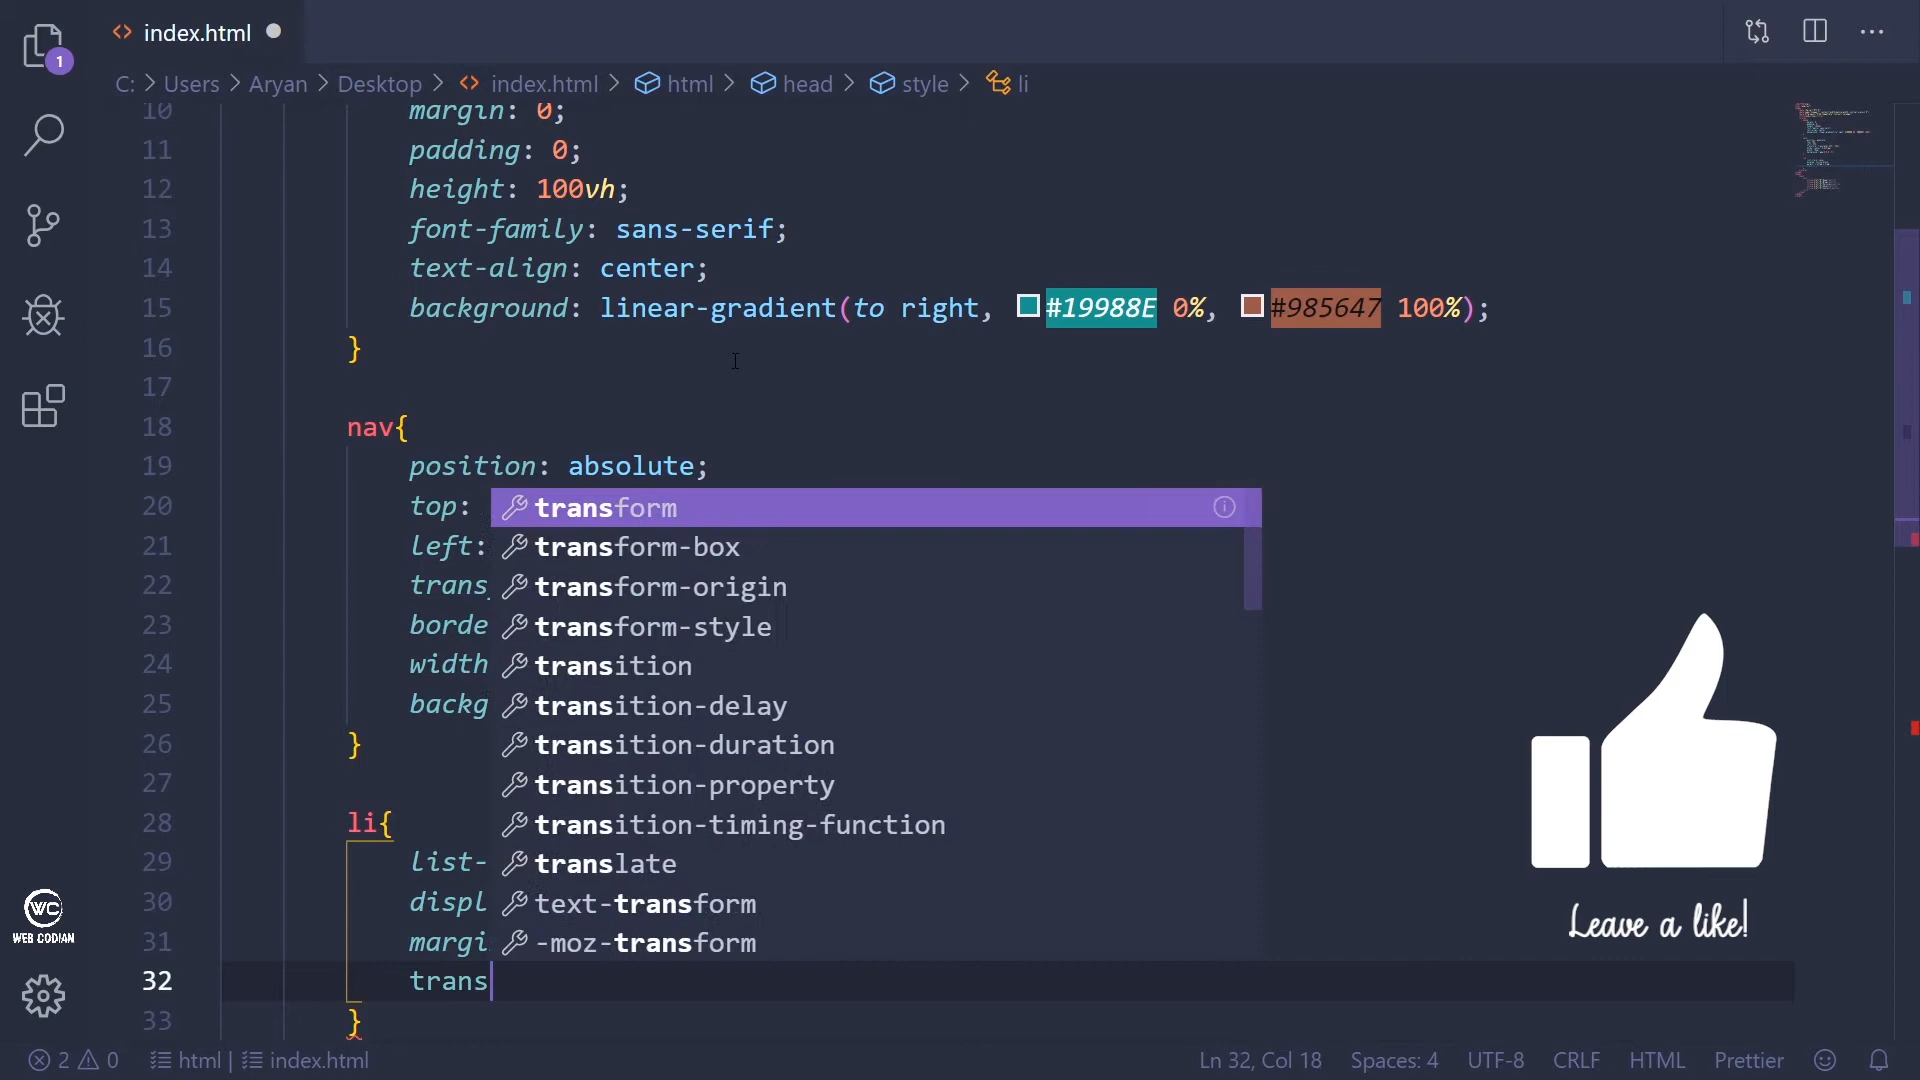 index.html
1
C: > Users > Aryan > Desktop > index.html > html > head > style > li
10 margin: 0;
11 padding: 0;
12 height: 100vh;
13 font-family: sans-serif;
14 text-align: center;
15 background: linear-gradient(to right, #19988E 0%, #985647 100%);
16 }
17
18 nav{
19 position: absolute;
20 top:
21 left:
22 trans
23 borde
24 width
25 backg
26 }
27
28 li{
29 list-
30 displ
31 margi
32 trans
33 }
transform
transform-box
transform-origin
transform-style
transition
transition-delay
transition-duration
transition-property
transition-timing-function
translate
text-transform
-moz-transform
Leave a like!
WC
WEB CODIAN
2 0 html | index.html Ln 32, Col 18 Spaces: 4 UTF-8 CRLF HTML Prettier